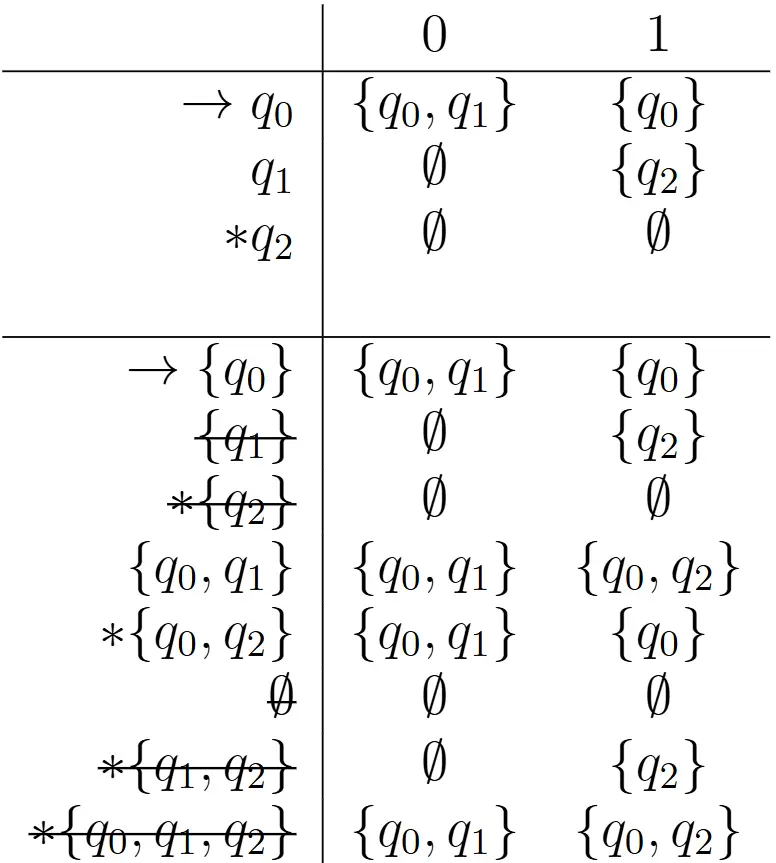 0 1
→ q₀ {q₀, q₁} {q₀}
q₁ ∅ {q₂}
*q₂ ∅ ∅
→ {q₀} {q₀, q₁} {q₀}
{q₁} ∅ {q₂}
*{q₂} ∅ ∅
{q₀, q₁} {q₀, q₁} {q₀, q₂}
*{q₀, q₂} {q₀, q₁} {q₀}
∅ ∅ ∅
*{q₁, q₂} ∅ {q₂}
*{q₀, q₁, q₂} {q₀, q₁} {q₀, q₂}